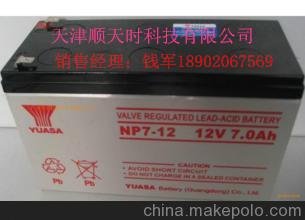 天津顺天时科技有限公司
销售经理：钱军18902067569
VALVE REGULATED LEAD-ACID BATTERY
YUASA
NP7-12 12V 7.0Ah
CAUTION
AVOID SHORT CIRCUIT.
DO NOT CHARGE IN A SEALED CONTAINER.
Pb Pb
YUASA Battery (Guangdong) Co., Ltd.
www.makepolo.com